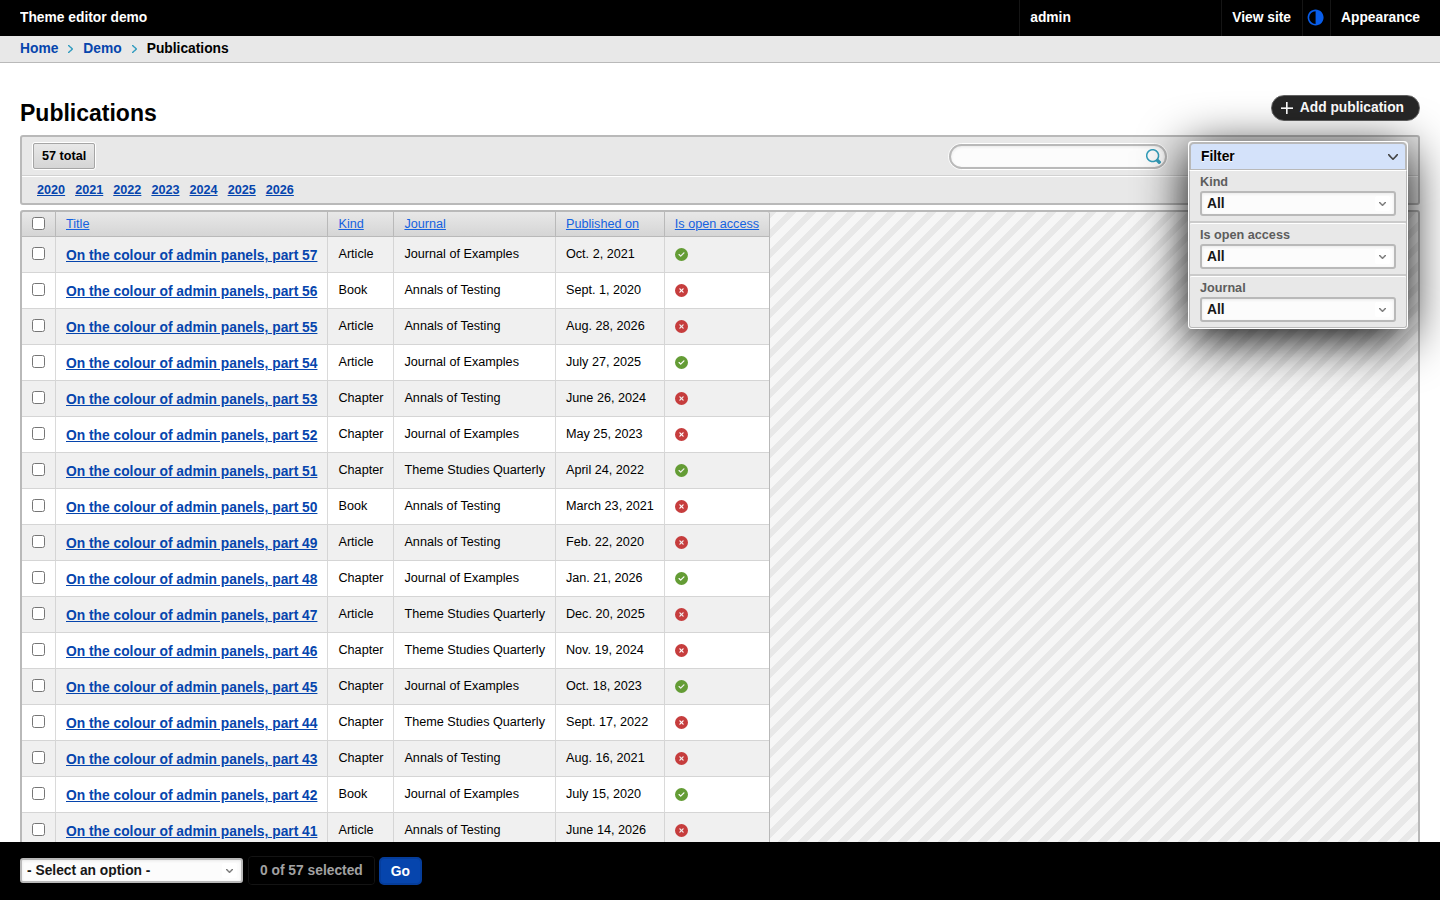 Theme editor demo
admin
View site
Appearance
Home
Demo
Publications
Publications
Add publication
57 total
2020 2021 2022 2023 2024 2025 2026
Filter
Kind
All
Is open access
All
Journal
All
Title Kind Journal Published on Is open access
On the colour of admin panels, part 57 Article Journal of Examples Oct. 2, 2021
On the colour of admin panels, part 56 Book Annals of Testing Sept. 1, 2020
On the colour of admin panels, part 55 Article Annals of Testing Aug. 28, 2026
On the colour of admin panels, part 54 Article Journal of Examples July 27, 2025
On the colour of admin panels, part 53 Chapter Annals of Testing June 26, 2024
On the colour of admin panels, part 52 Chapter Journal of Examples May 25, 2023
On the colour of admin panels, part 51 Chapter Theme Studies Quarterly April 24, 2022
On the colour of admin panels, part 50 Book Annals of Testing March 23, 2021
On the colour of admin panels, part 49 Article Annals of Testing Feb. 22, 2020
On the colour of admin panels, part 48 Chapter Journal of Examples Jan. 21, 2026
On the colour of admin panels, part 47 Article Theme Studies Quarterly Dec. 20, 2025
On the colour of admin panels, part 46 Chapter Theme Studies Quarterly Nov. 19, 2024
On the colour of admin panels, part 45 Chapter Journal of Examples Oct. 18, 2023
On the colour of admin panels, part 44 Chapter Theme Studies Quarterly Sept. 17, 2022
On the colour of admin panels, part 43 Chapter Annals of Testing Aug. 16, 2021
On the colour of admin panels, part 42 Book Journal of Examples July 15, 2020
On the colour of admin panels, part 41 Article Annals of Testing June 14, 2026
- Select an option -
0 of 57 selected
Go